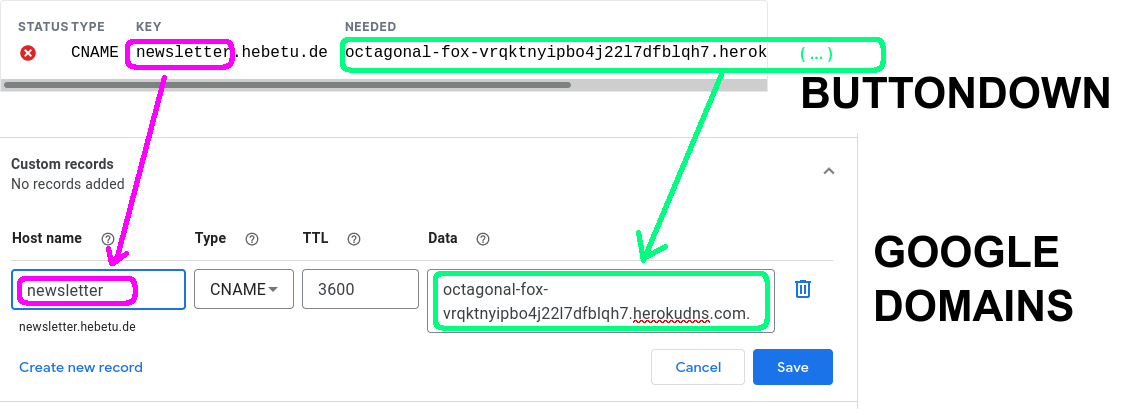 STATUS TYPE KEY NEEDED
CNAME newsletter.hebetu.de octagonal-fox-vrqktnyipbo4j22l7dfblqh7.herok (...)
BUTTONDOWN
Custom records
No records added
Host name Type TTL Data
newsletter CNAME 3600 octagonal-fox-
vrqktnyipbo4j22l7dfblqh7.herokudns.com.
newsletter.hebetu.de
Create new record Cancel Save
GOOGLE
DOMAINS